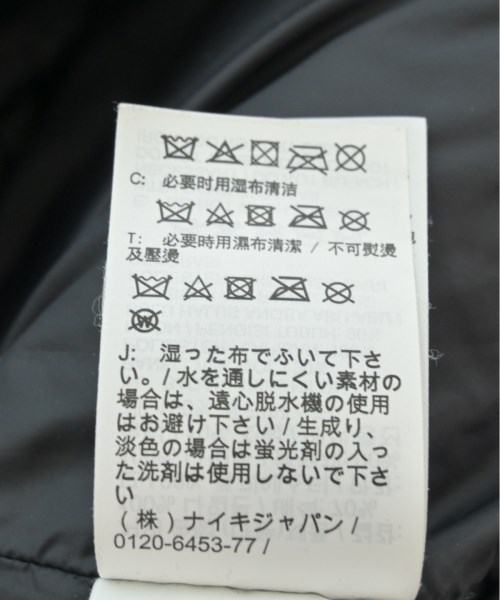 C: 必要时用湿布清洁
T: 必要時用濕布清潔 / 不可熨燙
及壓燙
W
J: 湿った布でふいて下さ
い。/ 水を通しにくい素材の
場合は、遠心脱水機の使用
はお避け下さい / 生成り、
淡色の場合は蛍光剤の入っ
た洗剤は使用しないで下さ
い
(株)ナイキジャパン /
0120-6453-77 /